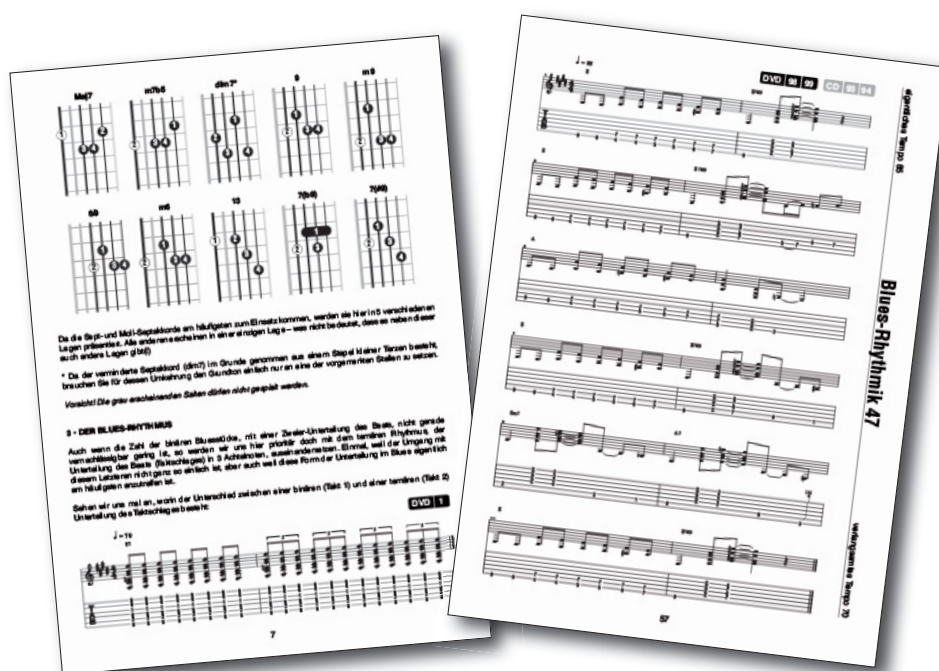 Maj7 m7b5 dim7* 9 m9
69 m6 13 7(b9) 7(#9)
Da die Sept-und Moll-Septakkorde am häufigsten zum Einsatz kommen, werden sie hier in 5 verschiedenen
Lagen präsentiert. Alle anderen erscheinen in einer einzigen Lage – was nicht bedeutet, dass es neben dieser
auch andere Lagen gibt(!)
* Da der verminderte Septakkord (dim7) im Grunde genommen aus einem Stapel kleiner Terzen besteht,
brauchen Sie für dessen Umkehrung den Grundton einfach nur an eine der vorgemerkten Stellen zu setzen.
Vorsicht! Die grau erscheinenden Saiten dürfen nicht gespielt werden.
3 - DER BLUES-RHYTHMUS
Auch wenn die Zahl der binären Bluesstücke, mit einer Zweier-Unterteilung des Beats, nicht gerade
vernachlässigbar gering ist, so werden wir uns hier prioritär doch mit dem ternären Rhythmus, der
Unterteilung des Beats (Taktschlages) in 3 Achtelnoten, auseinandersetzen. Einmal, weil der Umgang mit
diesem Letzteren nicht ganz so einfach ist, aber auch weil diese Form der Unterteilung im Blues eigentlich
am häufigsten anzutreffen ist.
Sehen wir uns mal an, worin der Unterschied zwischen einer binären (Takt 1) und einer ternären (Takt 2)
Unterteilung des Taktschlages besteht:
DVD 1
7
DVD 98 99 CD 93 94
eigentliches Tempo 85
Blues-Rhythmik 47
verlangsamtes Tempo 70
57